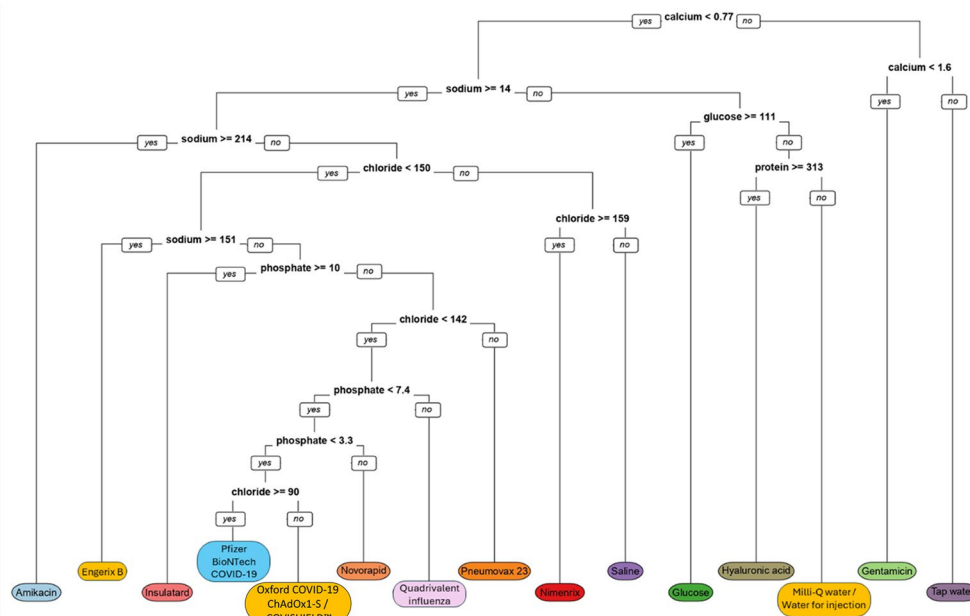 yes calcium < 0.77 no
calcium < 1.6
yes no
yes sodium >= 14 no
glucose >= 111
yes no
yes sodium >= 214 no
protein >= 313
yes no
yes chloride < 150 no
chloride >= 159
yes no
yes sodium >= 151 no
yes phosphate >= 10 no
chloride < 142
yes no
phosphate < 7.4
yes no
phosphate < 3.3
yes no
chloride >= 90
yes no
Amikacin
Engerix B
Insulatard
Pfizer
BioNTech
COVID-19
Oxford COVID-19
ChAdOx1-S /
Novorapid
Quadrivalent
influenza
Pneumovax 23
Nimenrix
Saline
Glucose
Hyaluronic acid
Milli-Q water /
Water for injection
Gentamicin
Tap water